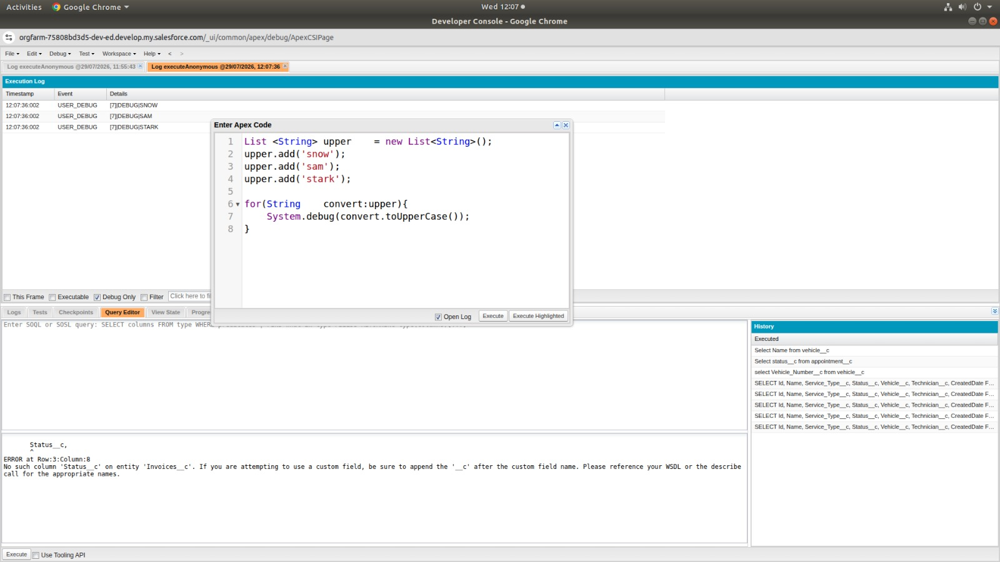 Activities Google Chrome Wed 12:07
Developer Console - Google Chrome
orgfarm-75808bd3d5-dev-ed.develop.my.salesforce.com/_ui/common/apex/debug/ApexCSIPage
File Edit Debug Test Workspace Help < >
Log executeAnonymous @29/07/2026, 11:55:43 Log executeAnonymous @29/07/2026, 12:07:36
Execution Log
Timestamp Event Details
12:07:36:002 USER_DEBUG [7]|DEBUG|SNOW
12:07:36:002 USER_DEBUG [7]|DEBUG|SAM
12:07:36:002 USER_DEBUG [7]|DEBUG|STARK
Enter Apex Code
1 List <String> upper    = new List<String>();
2 upper.add('snow');
3 upper.add('sam');
4 upper.add('stark');
5
6 for(String    convert:upper){
7     System.debug(convert.toUpperCase());
8 }
Open Log Execute Execute Highlighted
This Frame Executable Debug Only Filter Click here to fil
Logs Tests Checkpoints Query Editor View State Progre
Enter SOQL or SOSL query: SELECT columns FROM type WHERE
History
Executed
Select Name from vehicle__c
Select status__c from appointment__c
select Vehicle_Number__c from vehicle__c
SELECT Id, Name, Service_Type__c, Status__c, Vehicle__c, Technician__c, CreatedDate F...
SELECT Id, Name, Service_Type__c, Status__c, Vehicle__c, Technician__c, CreatedDate F...
SELECT Id, Name, Service_Type__c, Status__c, Vehicle__c, Technician__c, CreatedDate F...
SELECT Id, Name, Service_Type__c, Status__c, Vehicle__c, Technician__c, CreatedDate F...
SELECT Id, Name, Service_Type__c, Status__c, Vehicle__c, Technician__c, CreatedDate F...
Status__c,
^
ERROR at Row:3:Column:8
No such column 'Status__c' on entity 'Invoices__c'. If you are attempting to use a custom field, be sure to append the '__c' after the custom field name. Please reference your WSDL or the describe
call for the appropriate names.
Execute Use Tooling API